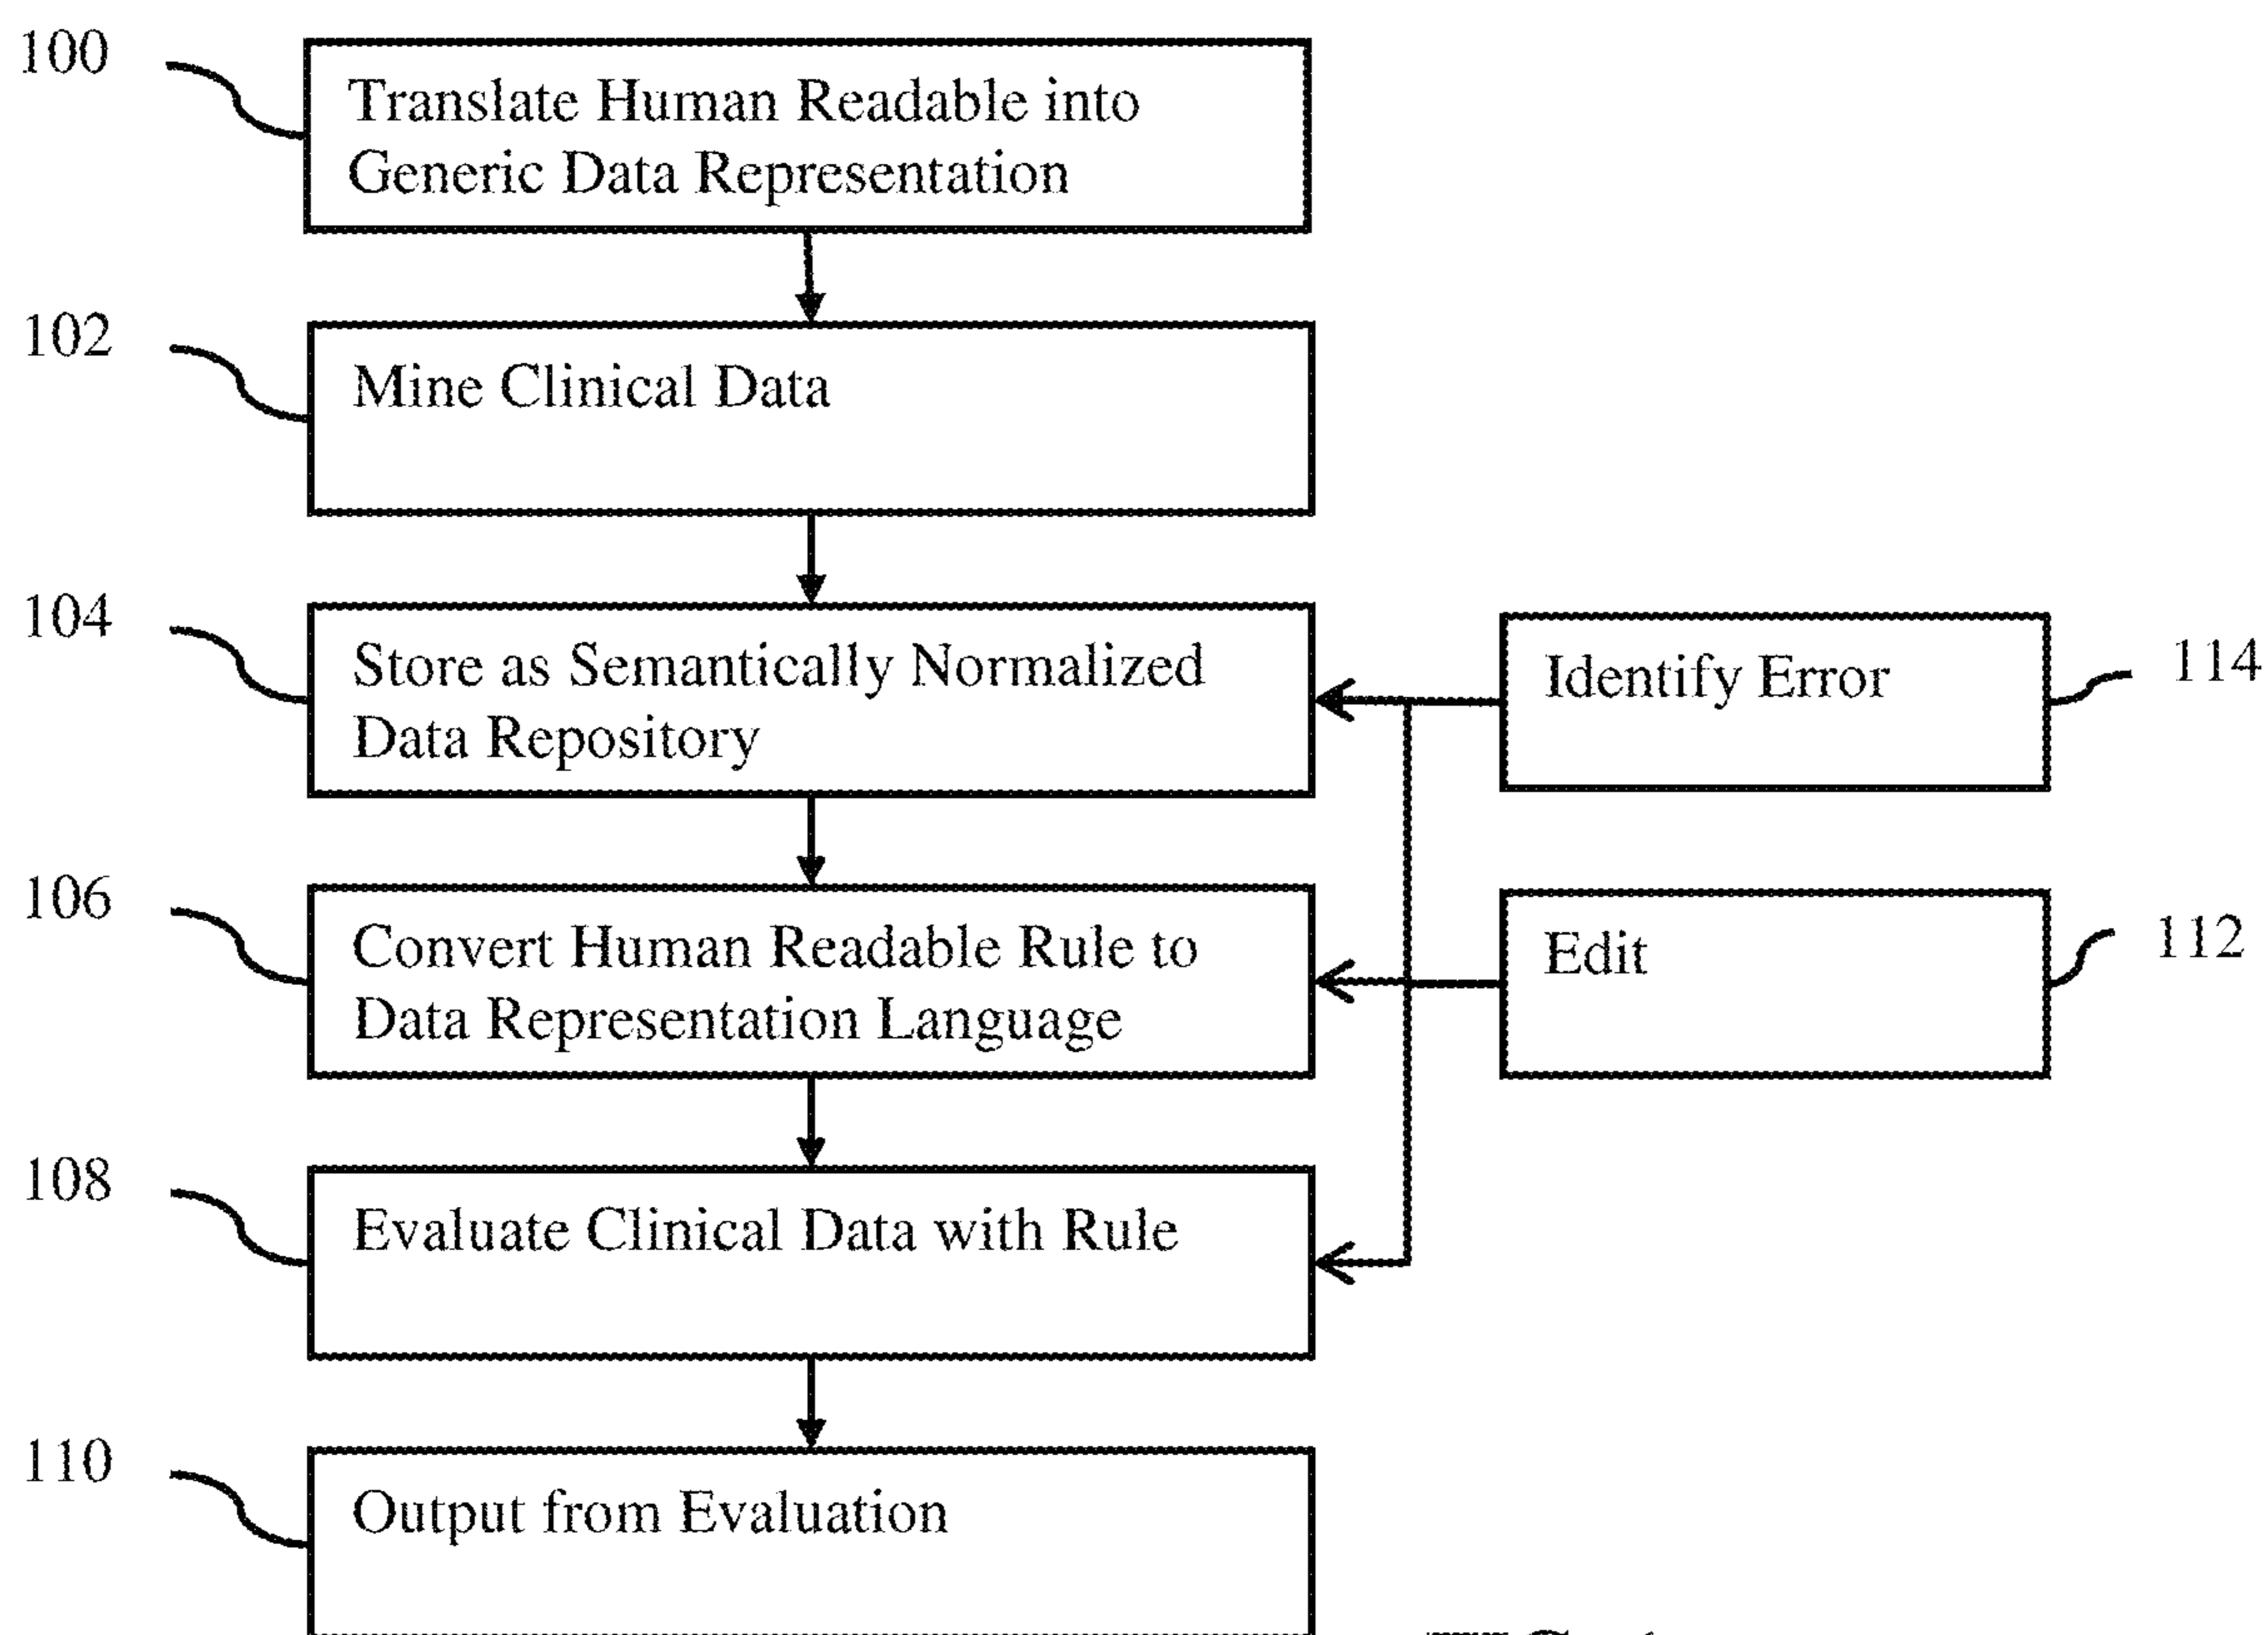 100
Translate Human Readable into
Generic Data Representation
102
Mine Clinical Data
104
Store as Semantically Normalized
Data Repository
Identify Error
114
106
Convert Human Readable Rule to
Data Representation Language
Edit
112
108
Evaluate Clinical Data with Rule
110
Output from Evaluation